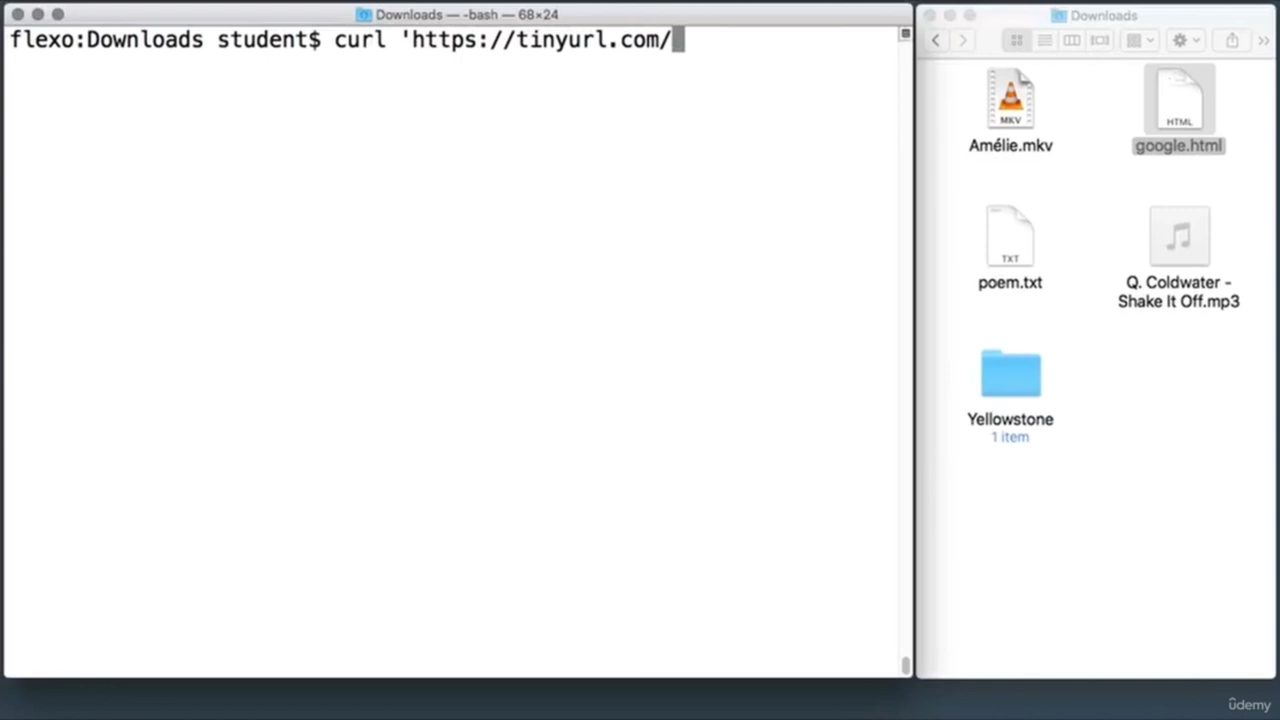 Downloads — -bash — 68×24
flexo:Downloads student$ curl 'https://tinyurl.com/
Downloads
MKV
Amélie.mkv
HTML
google.html
TXT
poem.txt
Q. Coldwater -
Shake It Off.mp3
Yellowstone
1 item
ûdemy